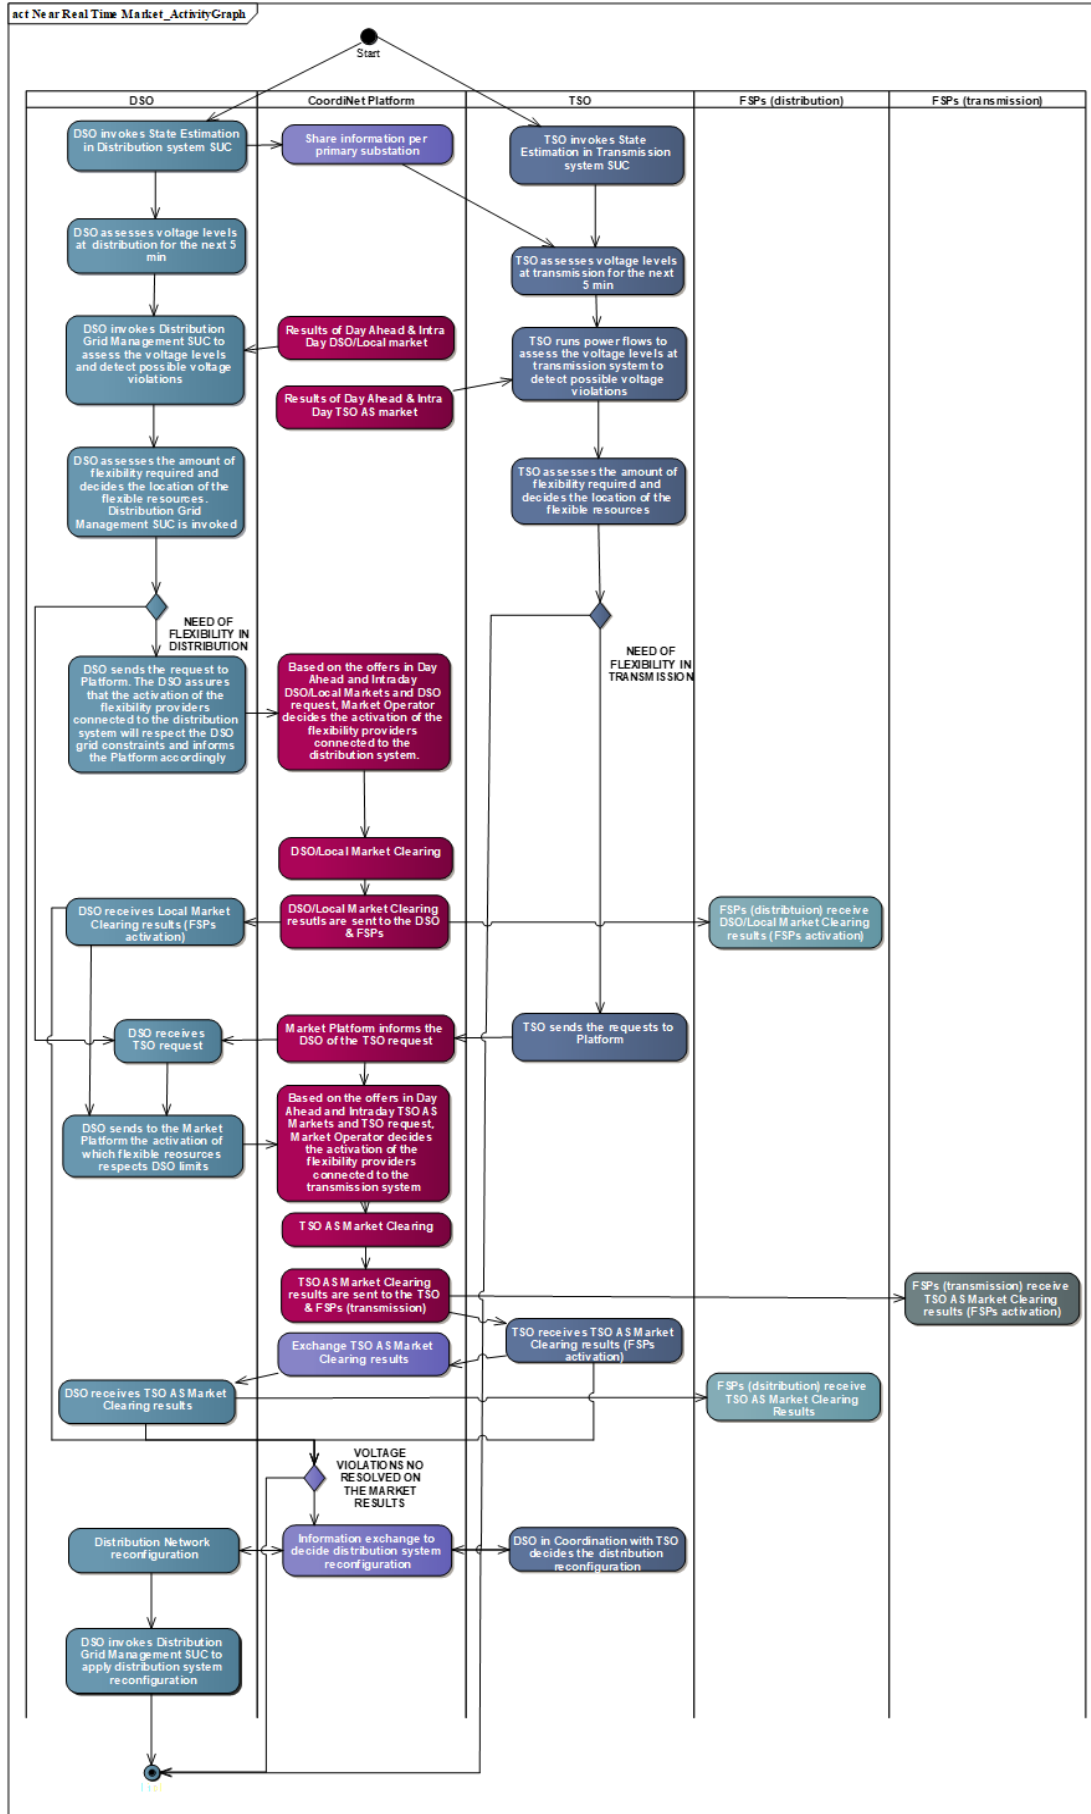 act Near Real Time Market_ActivityGraph
Start
DSO
CoordiNet Platform
TSO
FSPs (distribution)
FSPs (transmission)
DSO invokes State Estimation
in Distribution system SUC
Share information per
primary substation
TSO invokes State
Estimation in Transmission
system SUC
DSO assesses voltage levels
at distribution for the next 5
min
TSO assesses voltage levels
at transmission for the next
5 min
DSO invokes Distribution
Grid Management SUC to
assess the voltage levels
and detect possible voltage
violations
Results of Day Ahead & Intra
Day DSO/Local market
TSO runs power flows to
assess the voltage levels at
transmission system to
detect possible voltage
violations
Results of Day Ahead & Intra
Day TSO AS market
DSO assesses the amount of
flexibility required and
decides the location of the
flexible resources.
Distribution Grid
Management SUC is invoked
TSO assesses the amount of
flexibility required and
decides the location of the
flexible resources
NEED OF
FLEXIBILITY IN
DISTRIBUTION
NEED OF
FLEXIBILITY IN
TRANSMISSION
DSO sends the request to
Platform. The DSO assures
that the activation of the
flexibility providers
connected to the distribution
system will respect the DSO
grid constraints and informs
the Platform accordingly
Based on the offers in Day
Ahead and Intraday
DSO/Local Markets and DSO
request, Market Operator
decides the activation of the
flexibility providers
connected to the
distribution system.
DSO/Local Market Clearing
DSO receives Local Market
Clearing results (FSPs
activation)
DSO/Local Market Clearing
resutls are sent to the DSO
& FSPs
FSPs (distribtuion) receive
DSO/Local Market Clearing
results (FSPs activation)
DSO receives
TSO request
Market Platform informs the
DSO of the TSO request
TSO sends the requests to
Platform
DSO sends to the Market
Platform the activation of
which flexible reosurces
respects DSO limits
Based on the offers in Day
Ahead and Intraday TSO AS
Markets and TSO request,
Market Operator decides
the activation of the
flexibility providers
connected to the
transmission system
TSO AS Market Clearing
TSO AS Market Clearing
results are sent to the TSO
& FSPs (transmission)
FSPs (transmission) receive
TSO AS Market Clearing
results (FSPs activation)
TSO receives TSO AS Market
Clearing results (FSPs
activation)
Exchange TSO AS Market
Clearing results
DSO receives TSO AS Market
Clearing results
FSPs (dsitribution) receive
TSO AS Market Clearing
Results
VOLTAGE
VIOLATIONS NO
RESOLVED ON
THE MARKET
RESULTS
Distribution Network
reconfiguration
Information exchange to
decide distribution system
reconfiguration
DSO in Coordination with TSO
decides the distribution
reconfiguration
DSO invokes Distribution
Grid Management SUC to
apply distribution system
reconfiguration